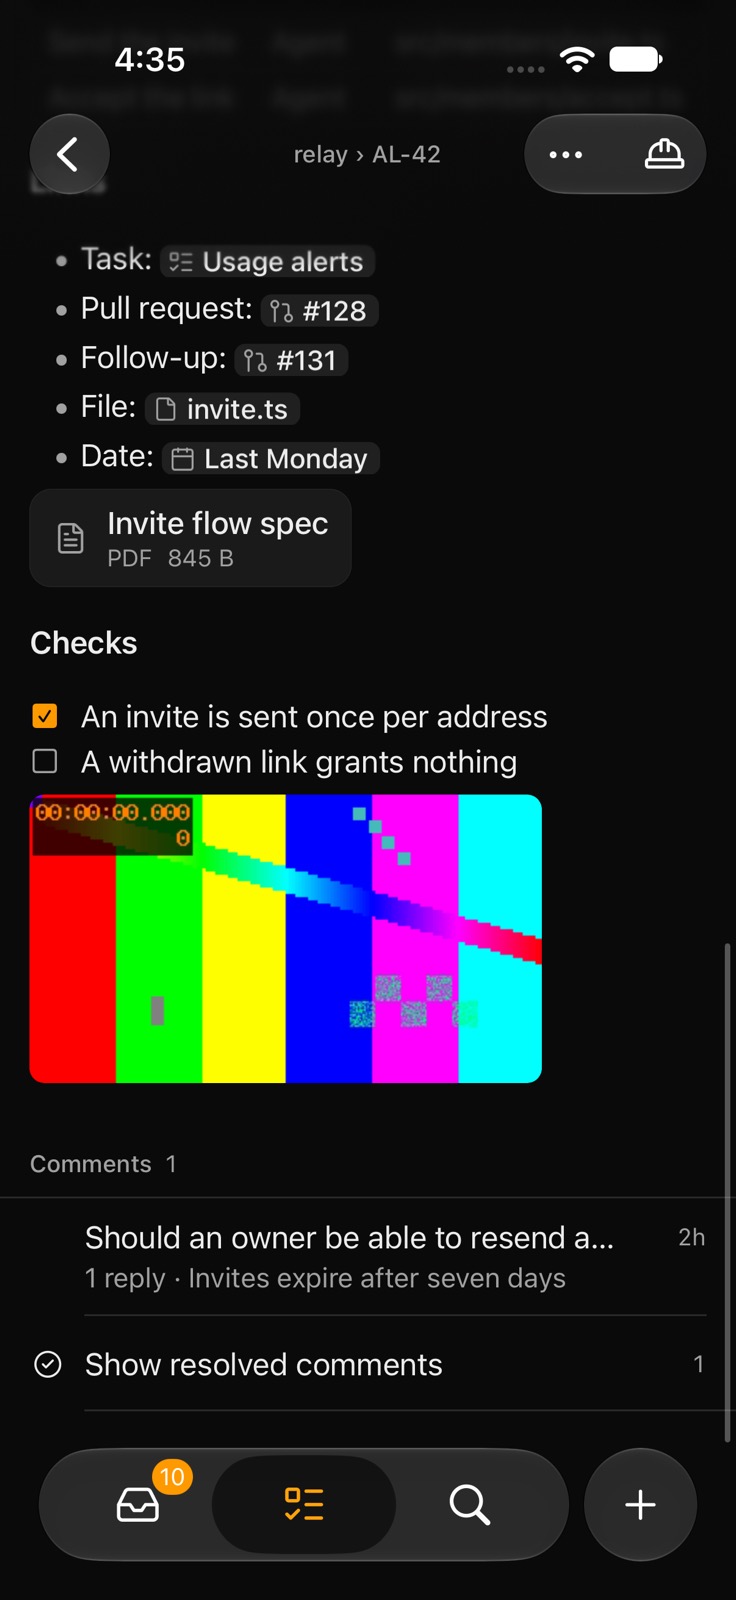 4:35
relay › AL-42
Task: Usage alerts
Pull request: #128
Follow-up: #131
File: invite.ts
Date: Last Monday
Invite flow spec
PDF 845 B
Checks
An invite is sent once per address
A withdrawn link grants nothing
00:00:00.000
0
Comments 1
Should an owner be able to resend a...
2h
1 reply · Invites expire after seven days
Show resolved comments
1
10